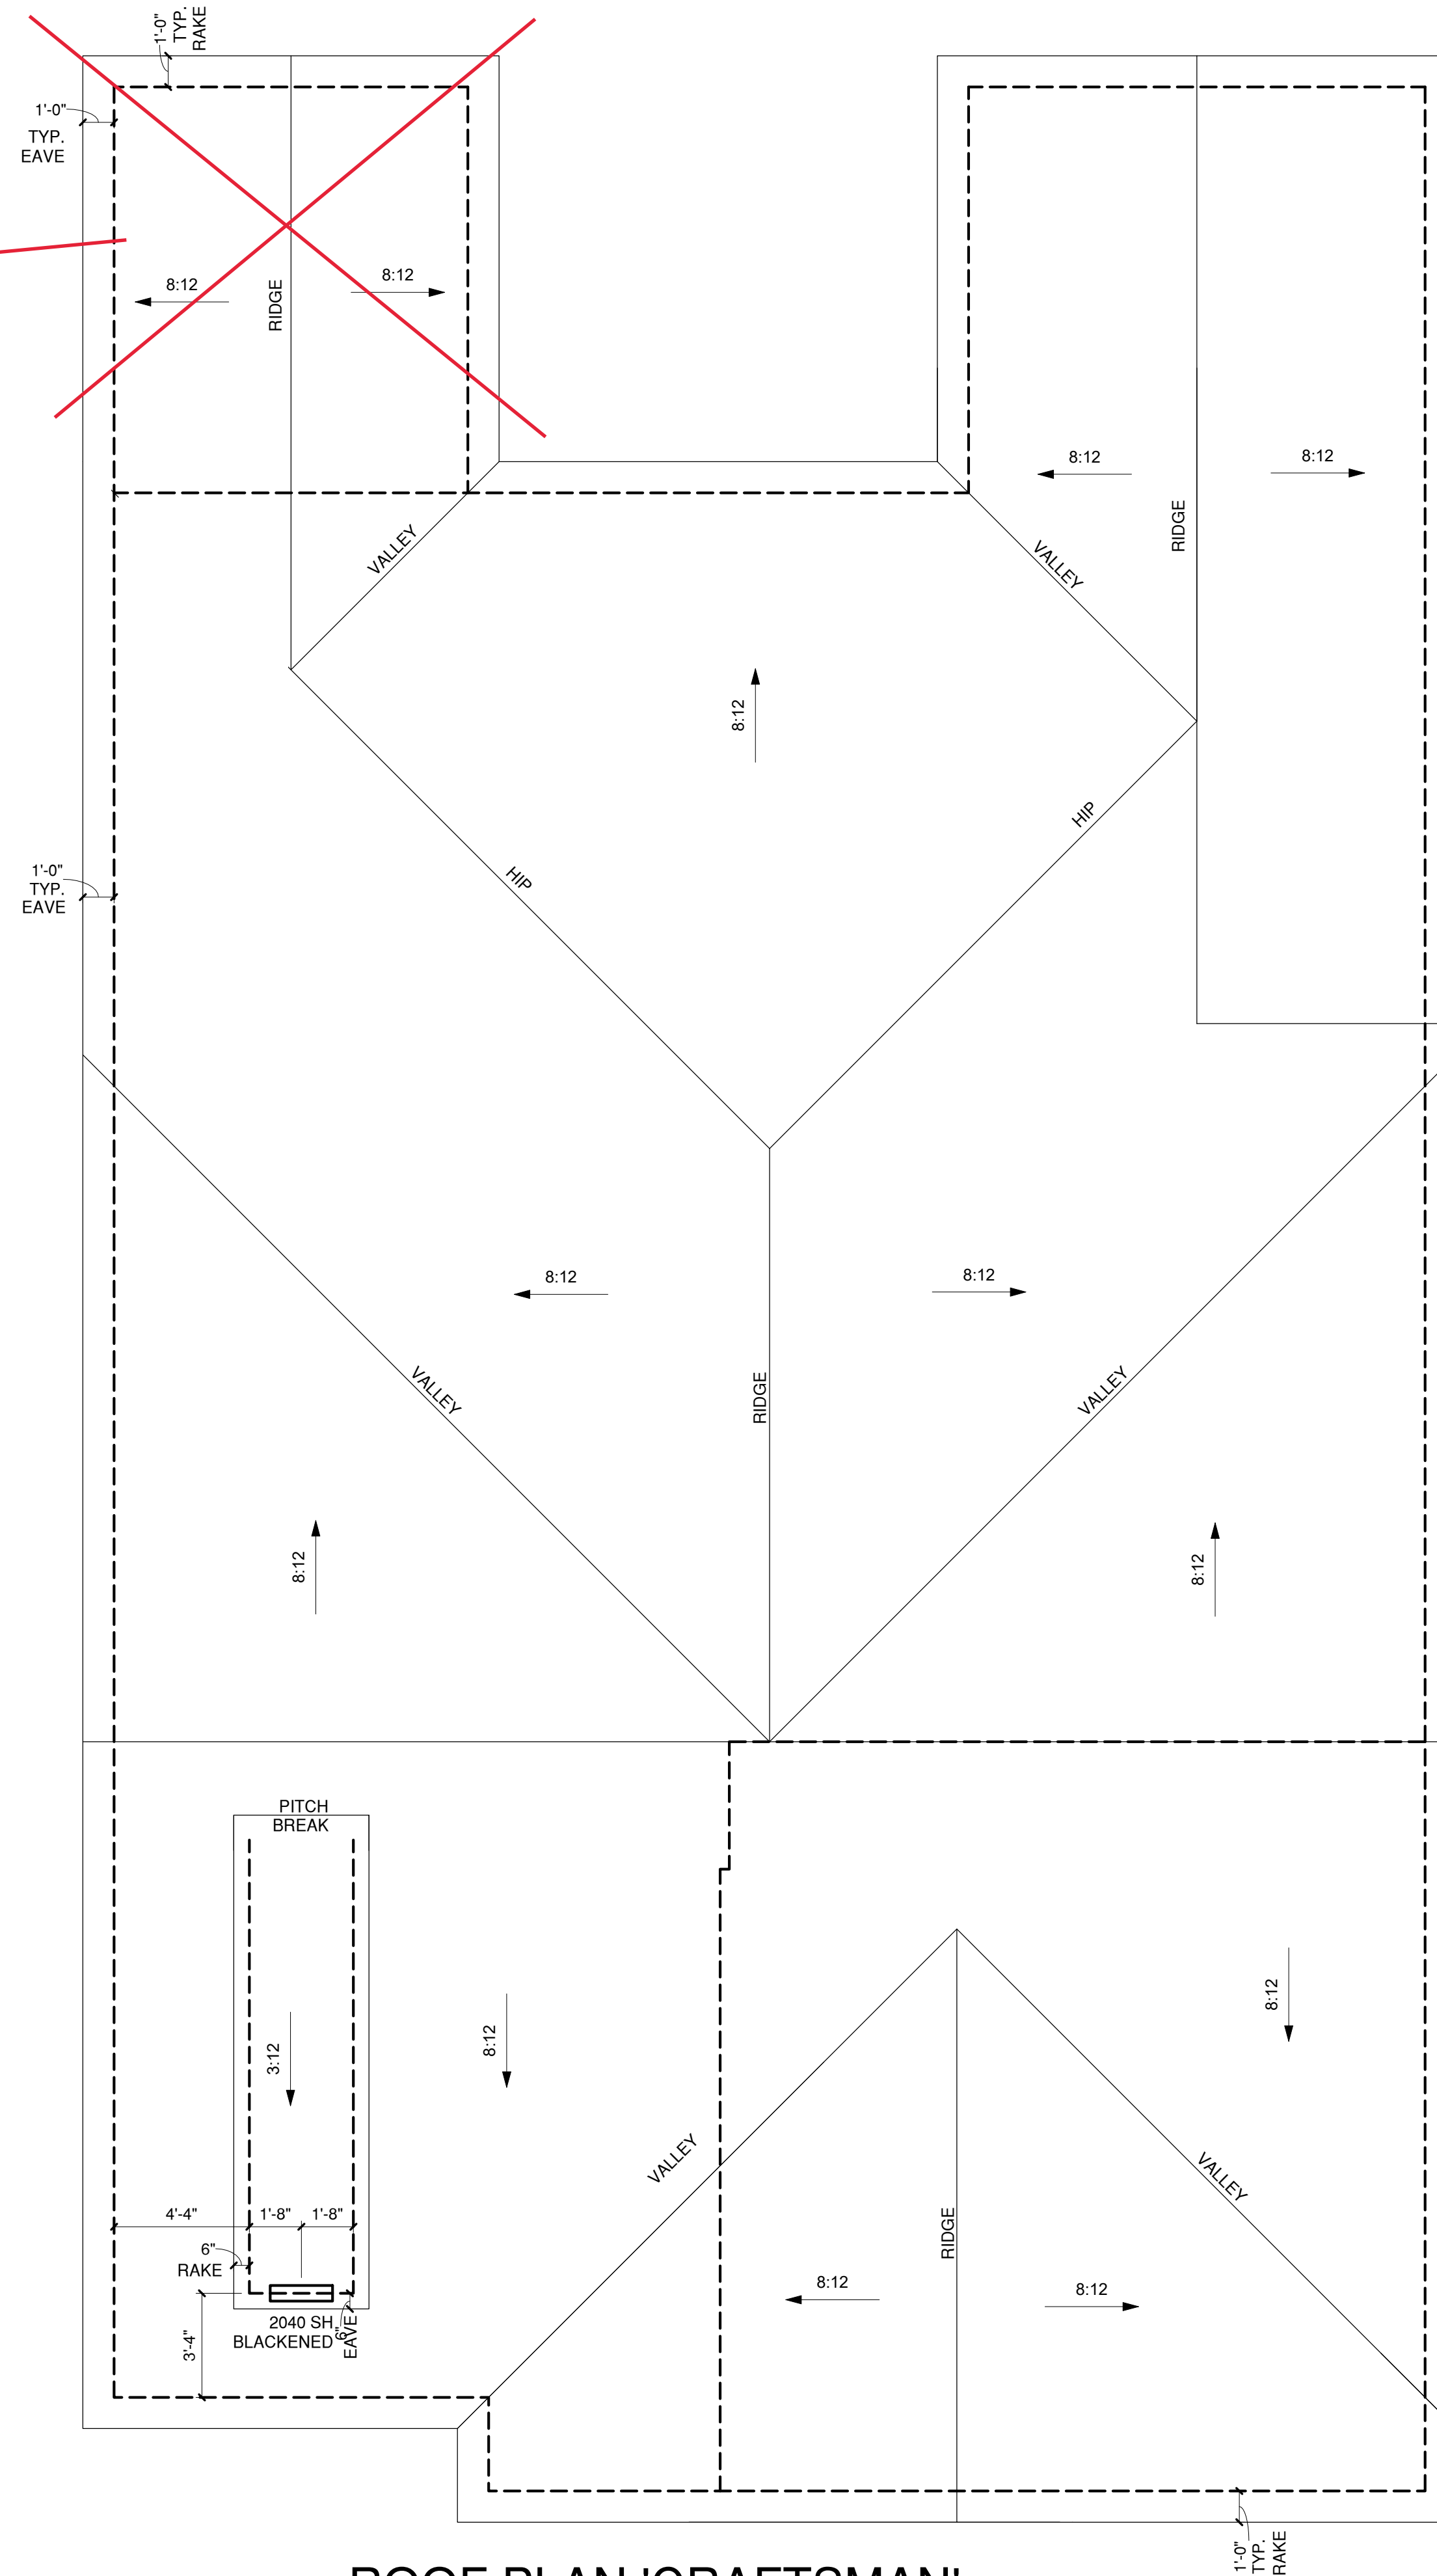 1'-0"
TYP.
RAKE
1'-0"
TYP.
EAVE
8:12
8:12
RIDGE
8:12
8:12
RIDGE
VALLEY
VALLEY
8:12
HIP
HIP
1'-0"
TYP.
EAVE
8:12
8:12
VALLEY
RIDGE
VALLEY
8:12
8:12
PITCH
BREAK
3:12
8:12
8:12
VALLEY
VALLEY
RIDGE
4'-4"
1'-8"
1'-8"
6"
RAKE
8:12
8:12
2040 SH
BLACKENED
6"
EAVE
3'-4"
1'-0"
TYP.
RAKE
ROOF PLAN 'CRAFTSMAN'